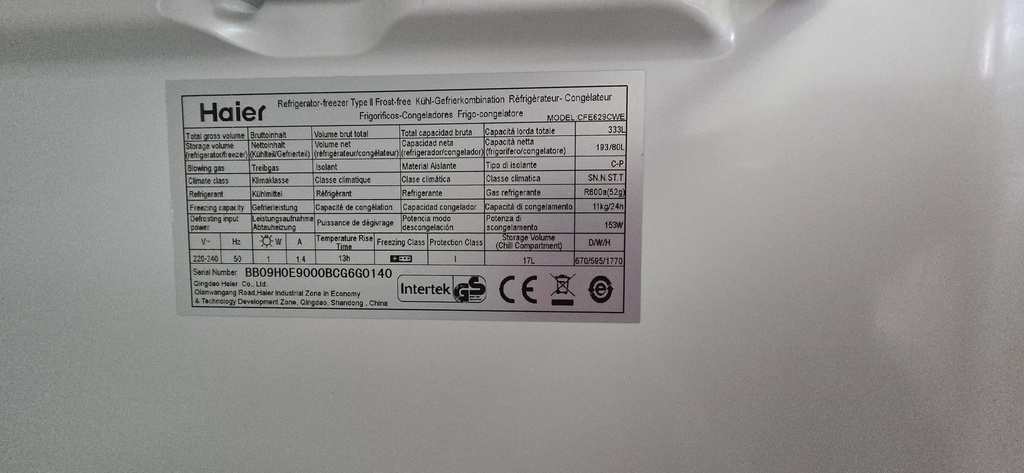 Haier Refrigerator-freezer Type II Frost-free Kühl-Gefrierkombination Réfrigérateur- Congélateur
Frigoríficos-Congeladores Frigo-congelatore MODEL:CFE629CWE
Total gross volume Bruttoinhalt Volume brut total Total capacidad bruta Capacità lorda totale 333L
Storage volume (refrigerator/freezer) Nettoinhalt (Kühlteil/Gefrierteil) Volume net (réfrigérateur/congélateur) Capacidad neta (refrigerador/congelador) Capacità netta (frigorifero/congelatore) 193/80L
Blowing gas Treibgas Isolant Material Aislante Tipo di isolante C-P
Climate class Klimaklasse Classe climatique Clase climática Classe climatica SN.N.ST.T
Refrigerant Kühlmittel Réfrigérant Refrigerante Gas refrigerante R600a(52g)
Freezing capacity Gefrierleistung Capacité de congélation Capacidad congelador Capacità di congelamento 11kg/24h
Defrosting input power Leistungsaufnahme Abtauheizung Puissance de dégivrage Potencia modo descongelación Potenza di scongelamento 153W
V~ Hz W A Temperature Rise Time Freezing Class Protection Class Storage Volume (Chill Compartment) D/W/H
220-240 50 1 1.4 13h I 17L 670/595/1770
Serial Number BB09H0E9000BCG6G0140
Qingdao Haier Co., Ltd.
Qianwangang Road,Haier Industrial Zone in Economy
& Technology Development Zone, Qingdao, Shandong, China
Intertek GS CE